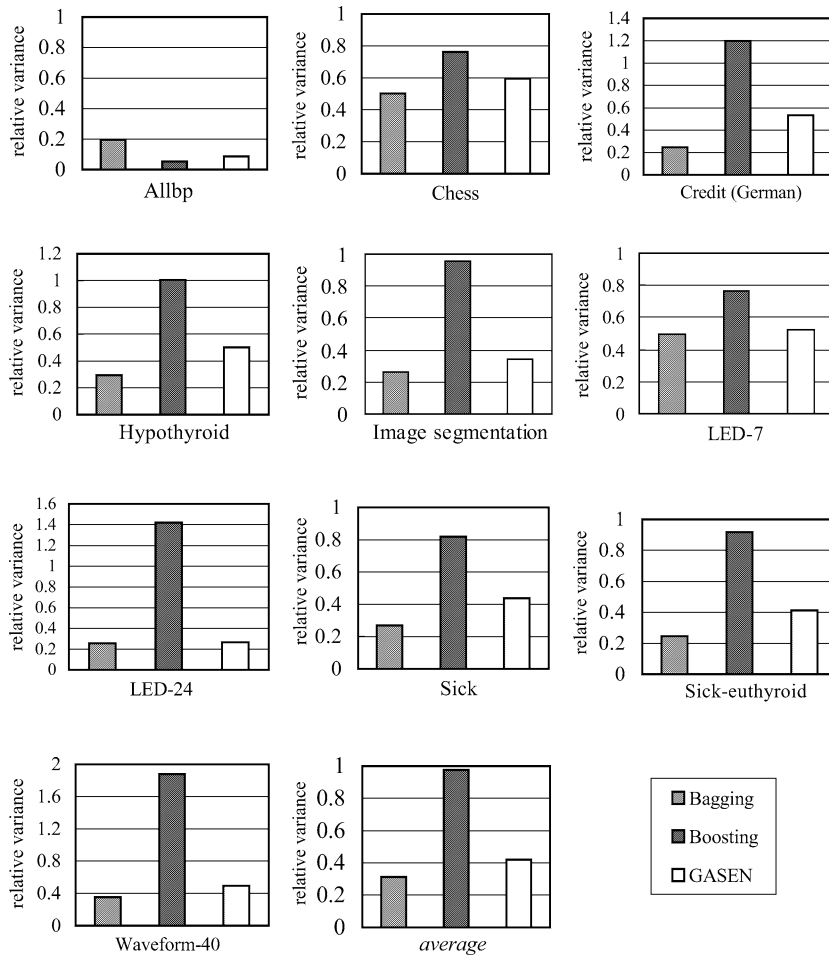 relative variance
1
0.8
0.6
0.4
0.2
0
Allbp
relative variance
1
0.8
0.6
0.4
0.2
0
Chess
relative variance
1.4
1.2
1
0.8
0.6
0.4
0.2
0
Credit (German)
relative variance
1.2
1
0.8
0.6
0.4
0.2
0
Hypothyroid
relative variance
1
0.8
0.6
0.4
0.2
0
Image segmentation
relative variance
1
0.8
0.6
0.4
0.2
0
LED-7
relative variance
1.6
1.4
1.2
1
0.8
0.6
0.4
0.2
0
LED-24
relative variance
1
0.8
0.6
0.4
0.2
0
Sick
relative variance
1
0.8
0.6
0.4
0.2
0
Sick-euthyroid
relative variance
2
1.6
1.2
0.8
0.4
0
Waveform-40
relative variance
1
0.8
0.6
0.4
0.2
0
average
Bagging
Boosting
GASEN